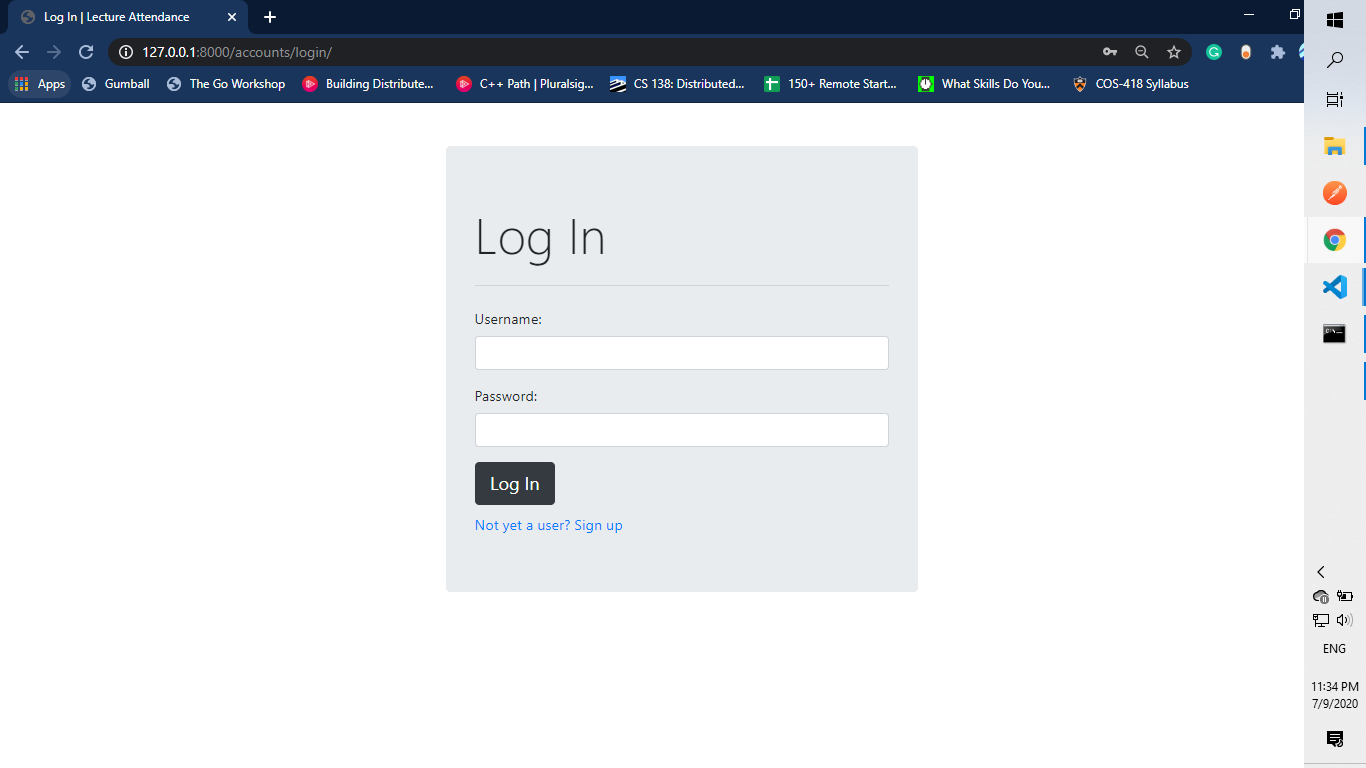 Log In | Lecture Attendance
127.0.0.1:8000/accounts/login/
Apps Gumball The Go Workshop Building Distribute... C++ Path | Pluralsig... CS 138: Distributed... 150+ Remote Start... What Skills Do You... COS-418 Syllabus
Log In
Username:
Password:
Log In
Not yet a user? Sign up
ENG
11:34 PM
7/9/2020